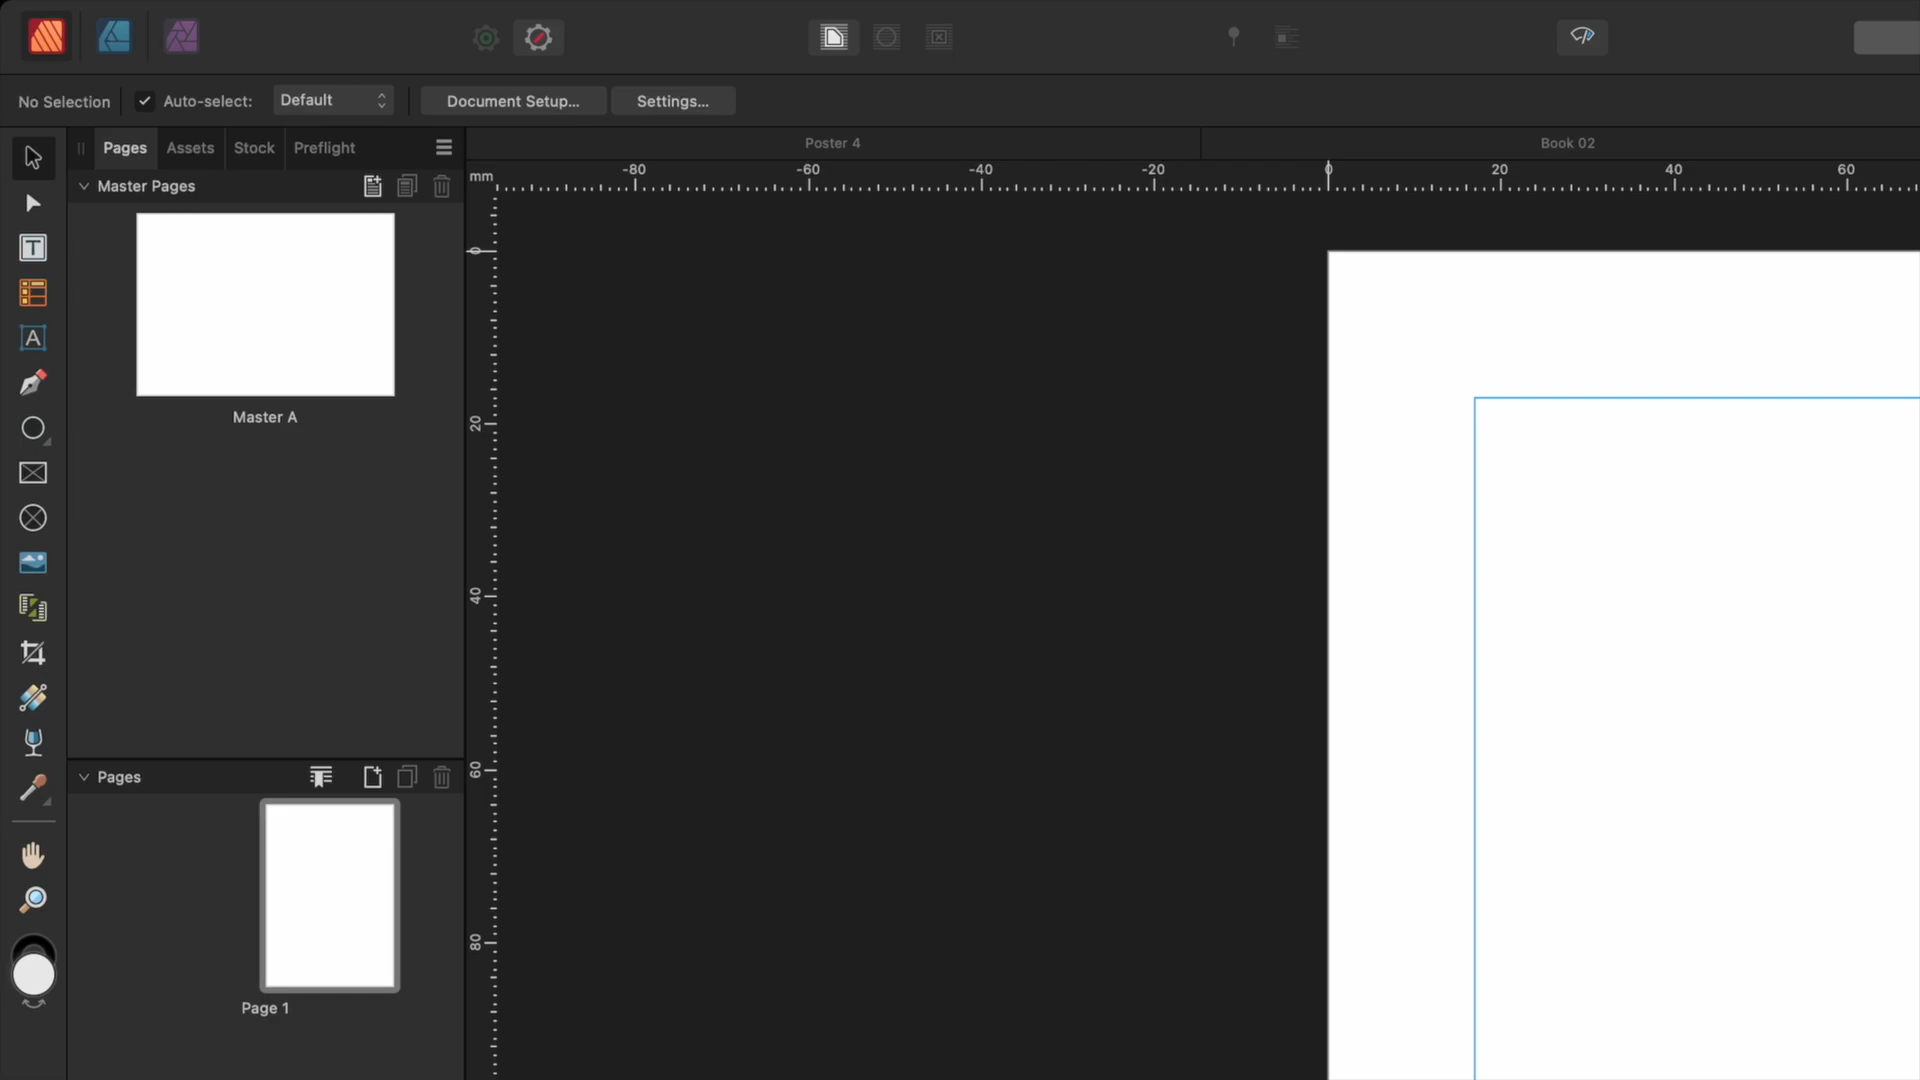 No Selection
Auto-select:
Default
Document Setup...
Settings...
Pages
Assets
Stock
Preflight
Poster 4
Book 02
mm
-80
-60
-40
-20
0
20
40
60
Master Pages
T
A
Master A
0
20
40
60
80
Pages
Page 1